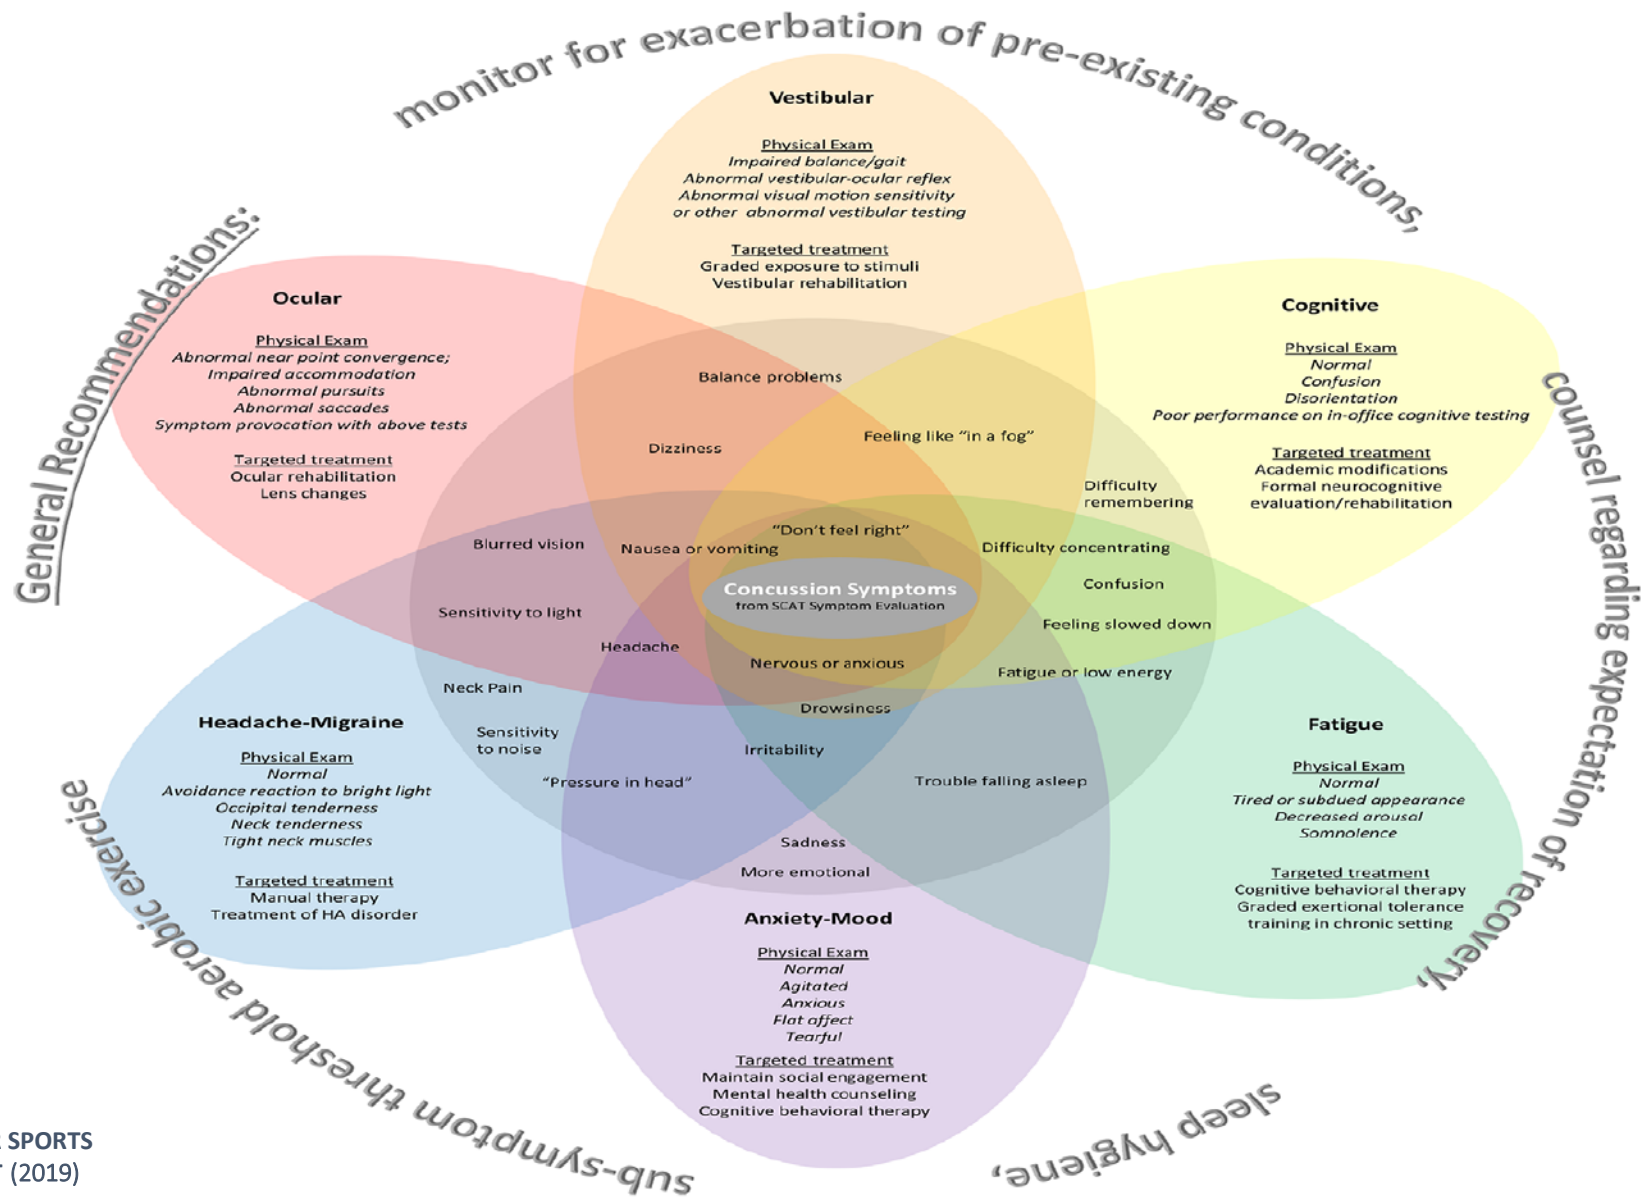 General Recommendations:
monitor for exacerbation of pre-existing conditions,
counsel regarding expectation of recovery,
sleep hygiene,
sub-symptom threshold aerobic exercise
Vestibular
Physical Exam
Impaired balance/gait
Abnormal vestibular-ocular reflex
Abnormal visual motion sensitivity
or other abnormal vestibular testing
Targeted treatment
Graded exposure to stimuli
Vestibular rehabilitation
Ocular
Physical Exam
Abnormal near point convergence;
Impaired accommodation
Abnormal pursuits
Abnormal saccades
Symptom provocation with above tests
Targeted treatment
Ocular rehabilitation
Lens changes
Cognitive
Physical Exam
Normal
Confusion
Disorientation
Poor performance on in-office cognitive testing
Targeted treatment
Academic modifications
Formal neurocognitive
evaluation/rehabilitation
Balance problems
Feeling like "in a fog"
Dizziness
Difficulty
remembering
"Don't feel right"
Blurred vision
Nausea or vomiting
Difficulty concentrating
Concussion Symptoms
from SCAT Symptom Evaluation
Confusion
Sensitivity to light
Feeling slowed down
Headache
Nervous or anxious
Fatigue or low energy
Neck Pain
Drowsiness
Sensitivity
to noise
Irritability
"Pressure in head"
Trouble falling asleep
Sadness
More emotional
Headache-Migraine
Physical Exam
Normal
Avoidance reaction to bright light
Occipital tenderness
Neck tenderness
Tight neck muscles
Targeted treatment
Manual therapy
Treatment of HA disorder
Fatigue
Physical Exam
Normal
Tired or subdued appearance
Decreased arousal
Somnolence
Targeted treatment
Cognitive behavioral therapy
Graded exertional tolerance
training in chronic setting
Anxiety-Mood
Physical Exam
Normal
Agitated
Anxious
Flat affect
Tearful
Targeted treatment
Maintain social engagement
Mental health counseling
Cognitive behavioral therapy
SPORTS
(2019)